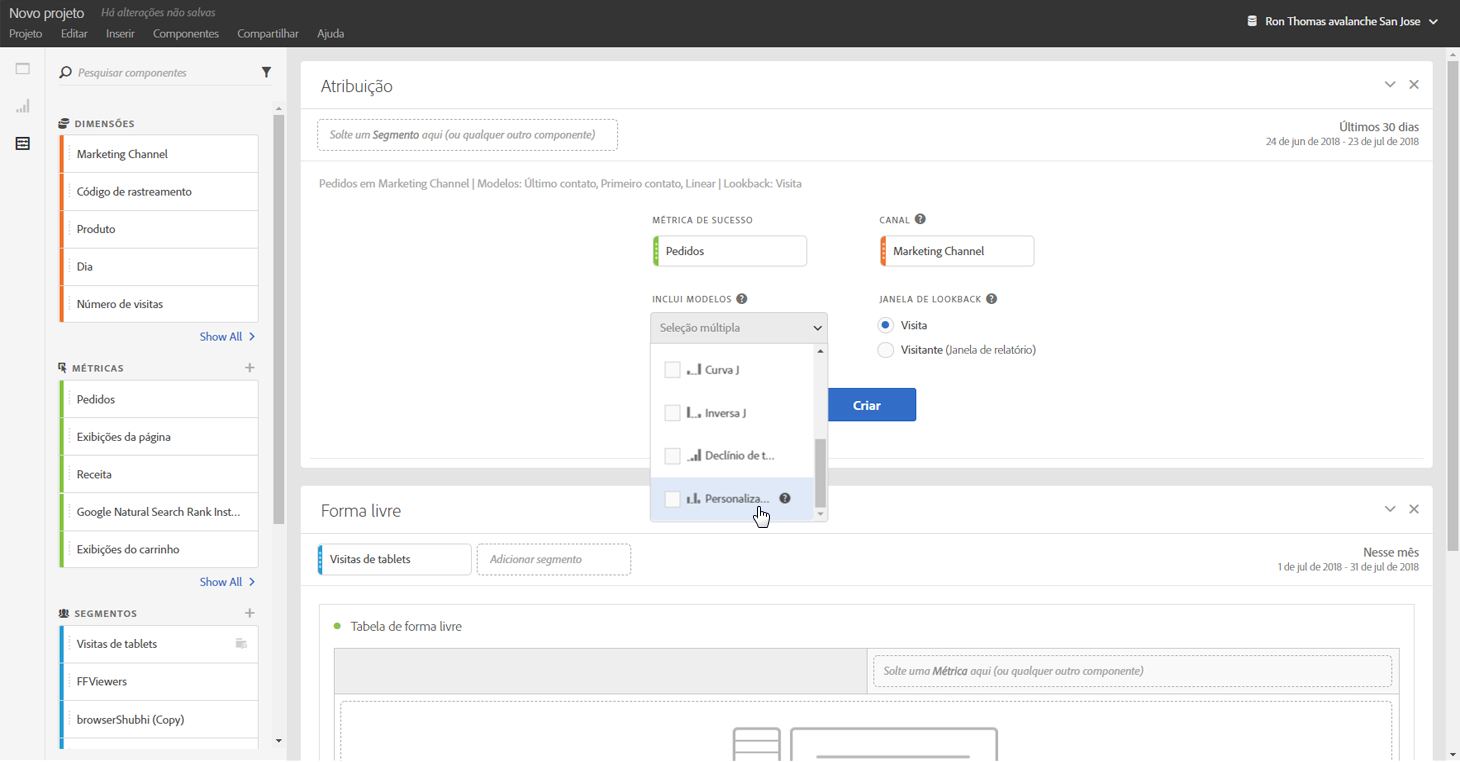 Novo projeto Há alterações não salvas
Projeto Editar Inserir Componentes Compartilhar Ajuda
Ron Thomas avalanche San Jose
Pesquisar componentes
DIMENSÕES
Marketing Channel
Código de rastreamento
Produto
Dia
Número de visitas
Show All
MÉTRICAS
Pedidos
Exibições da página
Receita
Google Natural Search Rank Inst...
Exibições do carrinho
Show All
SEGMENTOS
Visitas de tablets
FFViewers
browserShubhi (Copy)
Atribuição
Solte um Segmento aqui (ou qualquer outro componente)
Últimos 30 dias
24 de jun de 2018 - 23 de jul de 2018
Pedidos em Marketing Channel | Modelos: Último contato, Primeiro contato, Linear | Lookback: Visita
MÉTRICA DE SUCESSO
Pedidos
CANAL
Marketing Channel
INCLUI MODELOS
Seleção múltipla
Curva J
Inversa J
Declínio de t...
Personaliza...
JANELA DE LOOKBACK
Visita
Visitante (Janela de relatório)
Criar
Forma livre
Visitas de tablets
Adicionar segmento
Nesse mês
1 de jul de 2018 - 31 de jul de 2018
Tabela de forma livre
Solte uma Métrica aqui (ou qualquer outro componente)